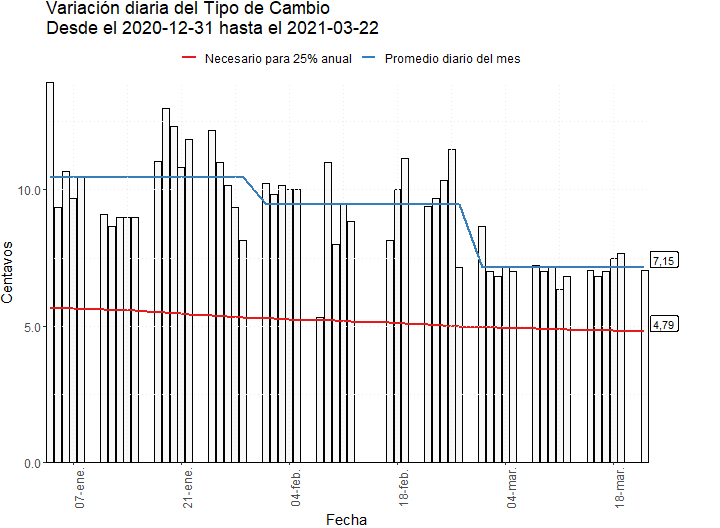 Variación diaria del Tipo de Cambio
Desde el 2020-12-31 hasta el 2021-03-22
Necesario para 25% anual Promedio diario del mes
Centavos
10.0
5.0
0.0
7,15
4,79
07-ene.
21-ene.
04-feb.
18-feb.
04-mar.
18-mar.
Fecha